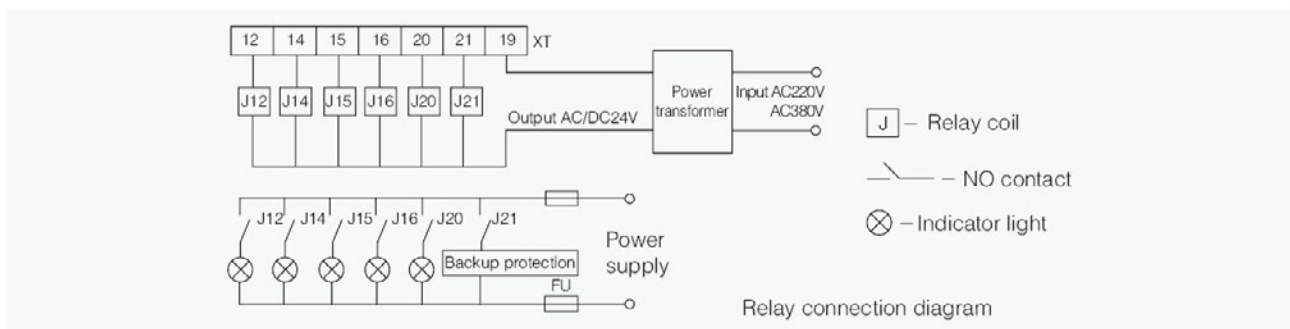 12 14 15 16 20 21 19 XT
J12 J14 J15 J16 J20 J21
Output AC/DC24V
Power
transformer
Input AC220V
AC380V
J – Relay coil
– NO contact
– Indicator light
J12 J14 J15 J16 J20 J21
Backup protection
FU
Power
supply
Relay connection diagram